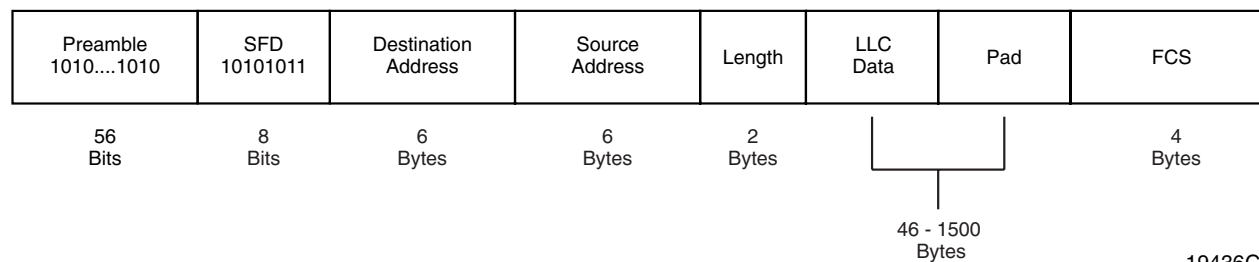 Preamble
1010....1010
SFD
10101011
Destination
Address
Source
Address
Length
LLC
Data
Pad
FCS
56
Bits
8
Bits
6
Bytes
6
Bytes
2
Bytes
4
Bytes
46 - 1500
Bytes